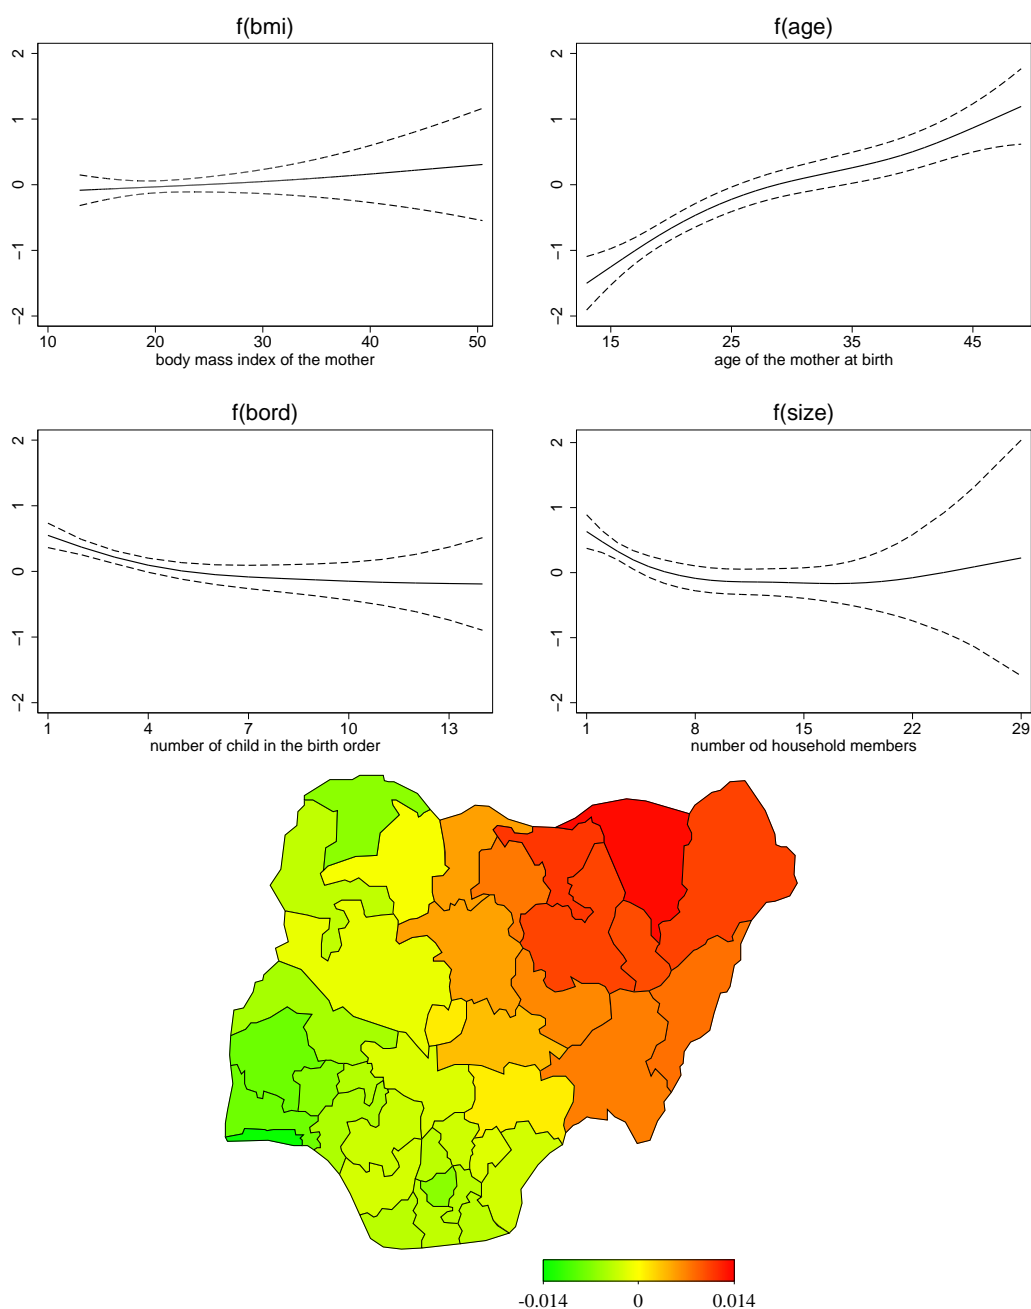 f(bmi)
2
1
0
−1
−2
10 20 30 40 50
body mass index of the mother
f(age)
2
1
0
−1
−2
15 25 35 45
age of the mother at birth
f(bord)
2
1
0
−1
−2
1 4 7 10 13
number of child in the birth order
f(size)
2
1
0
−1
−2
1 8 15 22 29
number od household members
-0.014 0 0.014